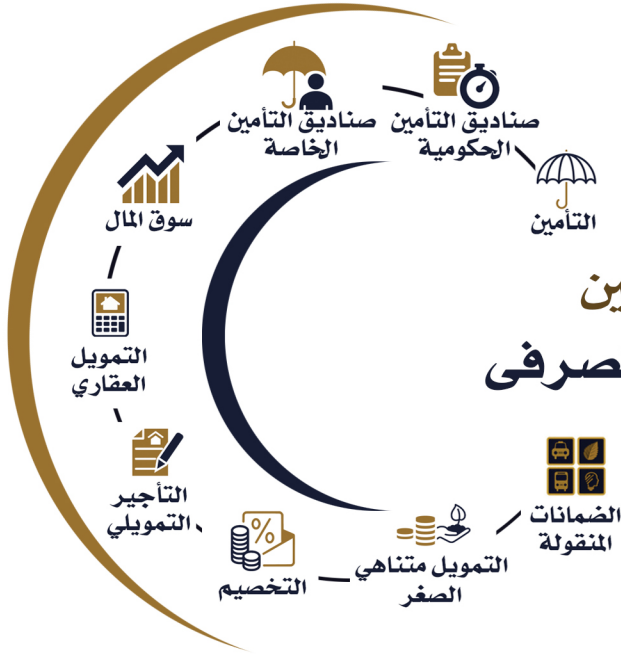 صناديق التأمين
الحكومية
صناديق التأمين
الخاصة
التأمين
سوق المال
التمويل
العقاري
التأجير
التمويلي
التخصيم
التمويل متناهي
الصغر
الضمانات
المنقولة